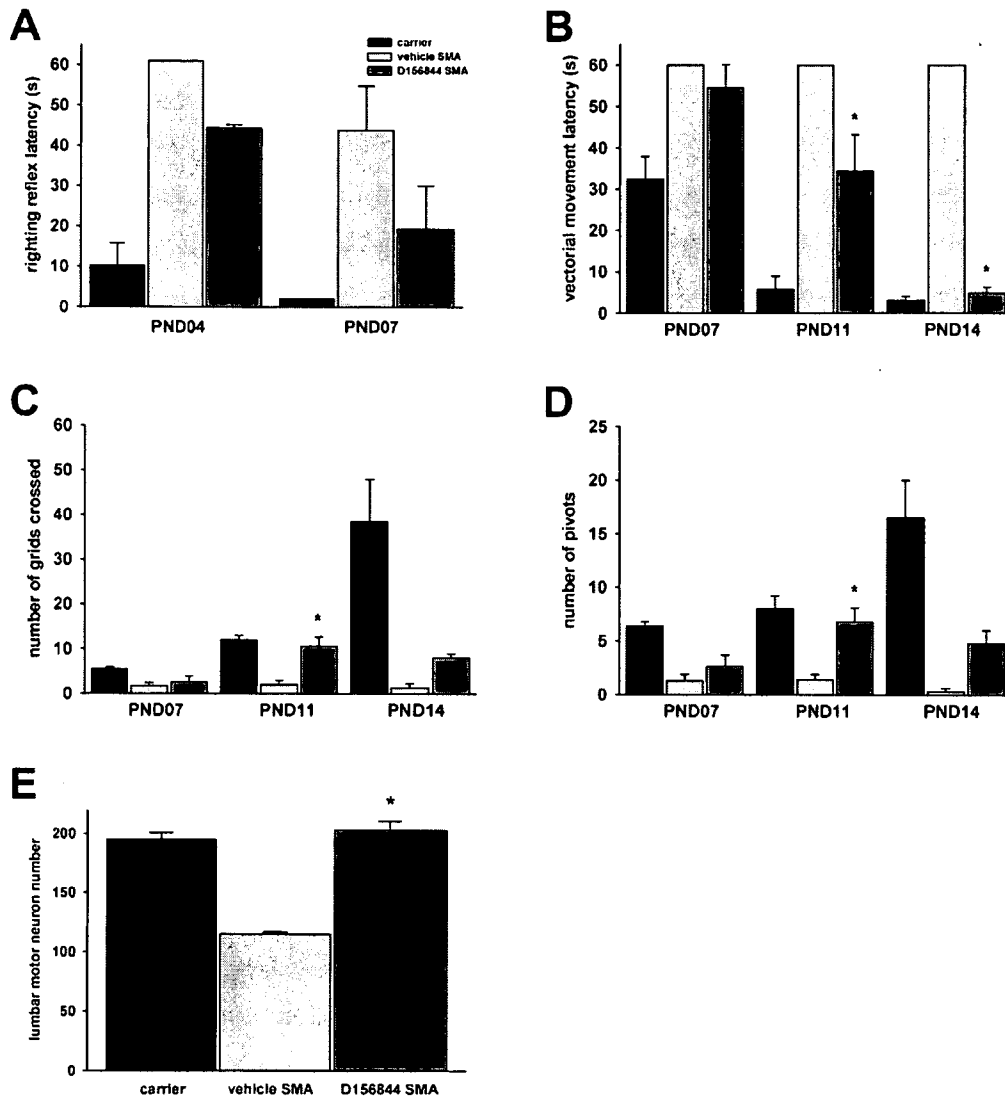 A
righting reflex latency (s)
60
50
40
30
20
10
0
carrier
vehicle SMA
D156844 SMA
PND04 PND07
B
vectorial movement latency (s)
60
50
40
30
20
10
0
*
*
PND07 PND11 PND14
C
number of grids crossed
60
50
40
30
20
10
0
*
PND07 PND11 PND14
D
number of pivots
25
20
15
10
5
0
*
PND07 PND11 PND14
E
lumbar motor neuron number
200
150
100
50
0
*
carrier vehicle SMA D156844 SMA